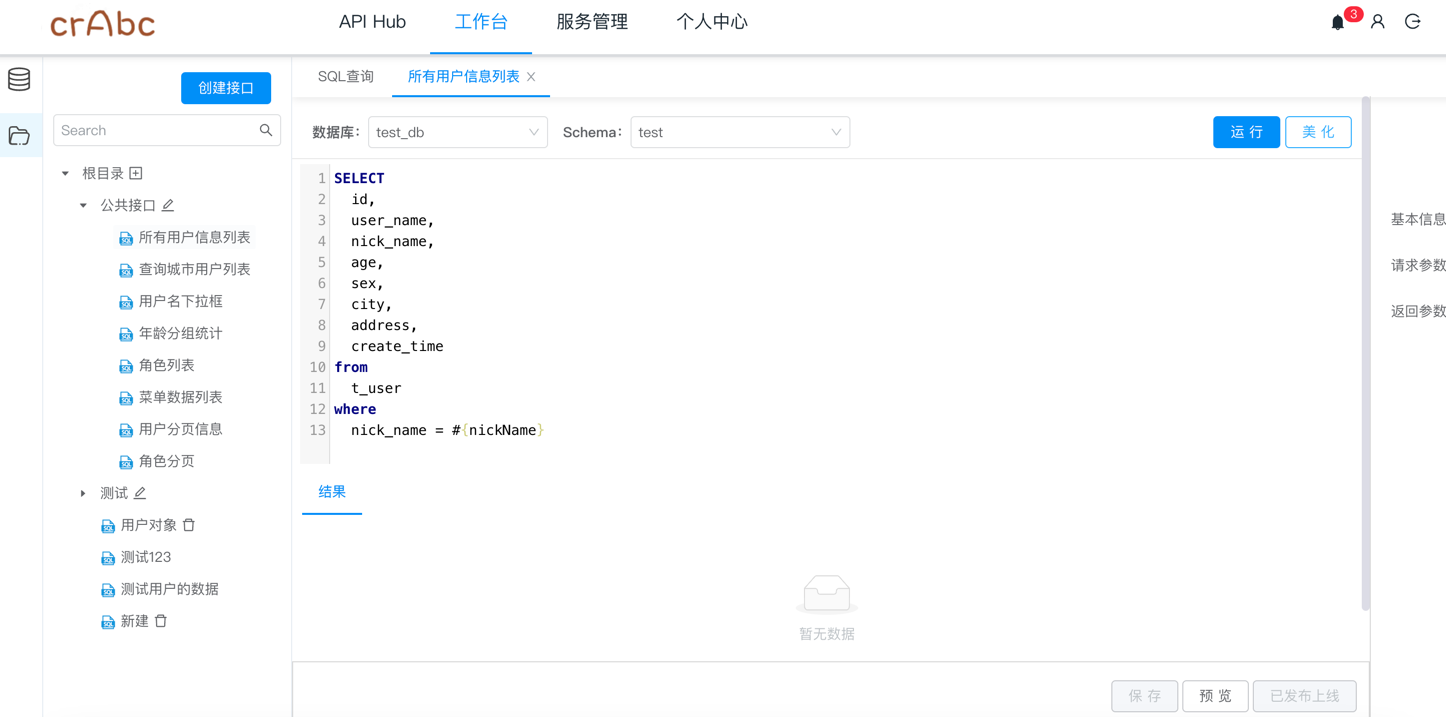 crAbc
API Hub 工作台 服务管理 个人中心 3
创建接口
SQL查询 所有用户信息列表
Search
数据库： test_db Schema： test 运 行 美 化
根目录
公共接口
所有用户信息列表
查询城市用户列表
用户名下拉框
年龄分组统计
角色列表
菜单数据列表
用户分页信息
角色分页
测试
用户对象
测试123
测试用户的数据
新建
1 SELECT
2 id,
3 user_name,
4 nick_name,
5 age,
6 sex,
7 city,
8 address,
9 create_time
10 from
11 t_user
12 where
13 nick_name = #{nickName}
结果
暂无数据
基本信息
请求参数
返回参数
保 存 预 览 已发布上线